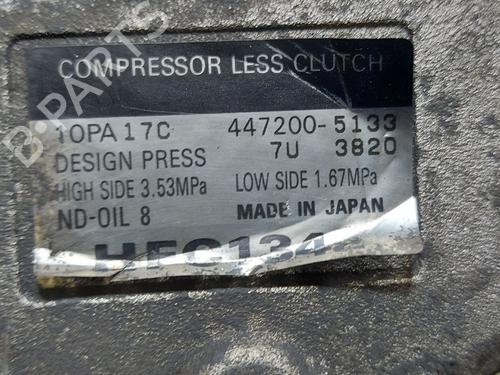 COMPRESSOR LESS CLUTCH
10PA17C 447200-5133
DESIGN PRESS 7U 3820
HIGH SIDE 3.53MPa LOW SIDE 1.67MPa
ND-OIL 8 MADE IN JAPAN
HFC134a
B-PARTS